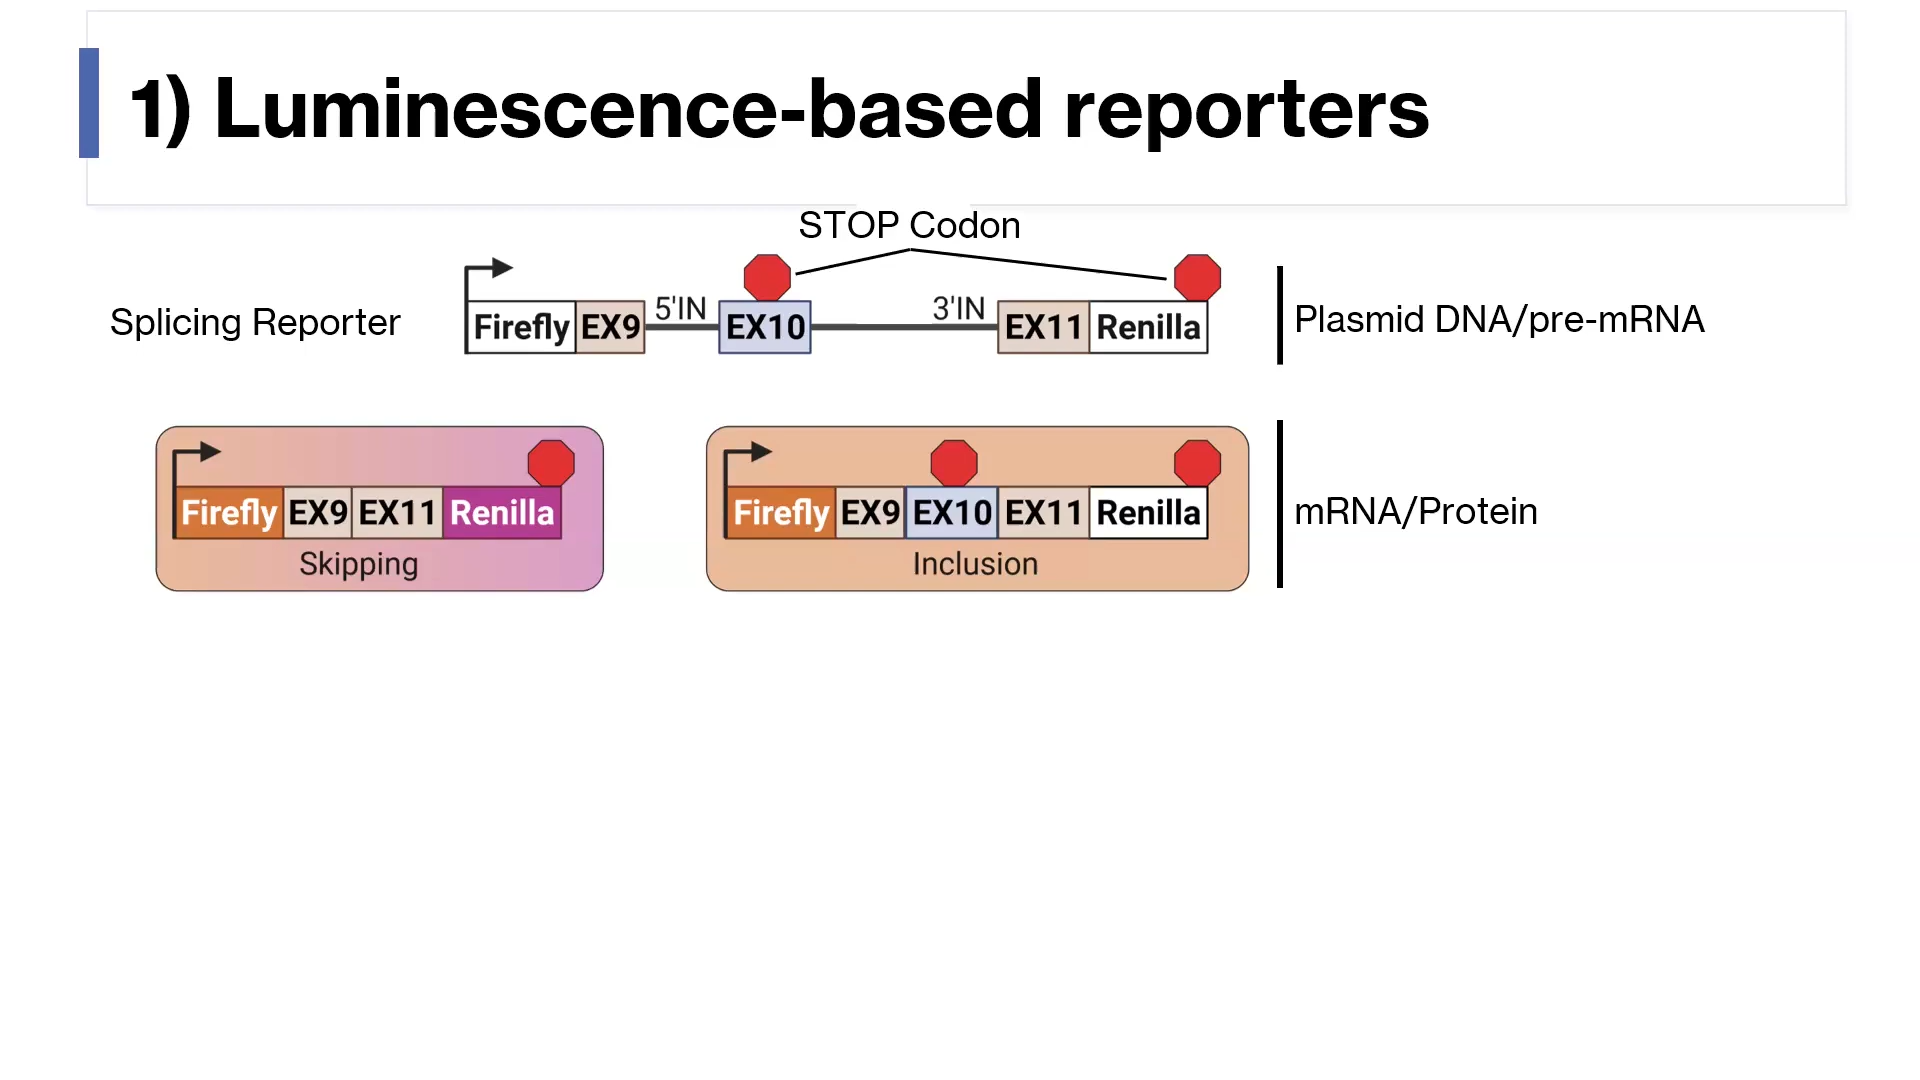 1) Luminescence-based reporters
STOP Codon
Splicing Reporter
Firefly EX9 5'IN EX10 3'IN EX11 Renilla
Plasmid DNA/pre-mRNA
Firefly EX9 EX11 Renilla
Skipping
Firefly EX9 EX10 EX11 Renilla
Inclusion
mRNA/Protein